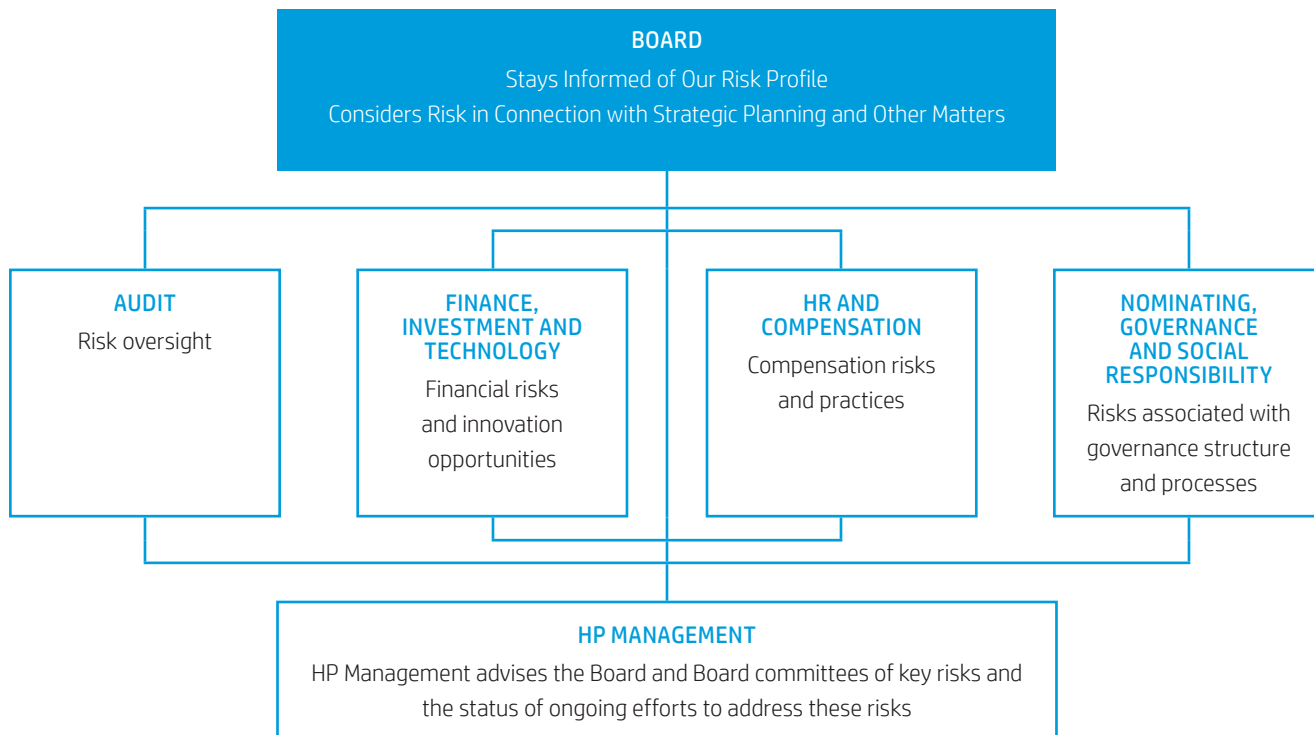 BOARD
Stays Informed of Our Risk Profile
Considers Risk in Connection with Strategic Planning and Other Matters
AUDIT
Risk oversight
FINANCE,
INVESTMENT AND
TECHNOLOGY
Financial risks
and innovation
opportunities
HR AND
COMPENSATION
Compensation risks
and practices
NOMINATING,
GOVERNANCE
AND SOCIAL
RESPONSIBILITY
Risks associated with
governance structure
and processes
HP MANAGEMENT
HP Management advises the Board and Board committees of key risks and
the status of ongoing efforts to address these risks